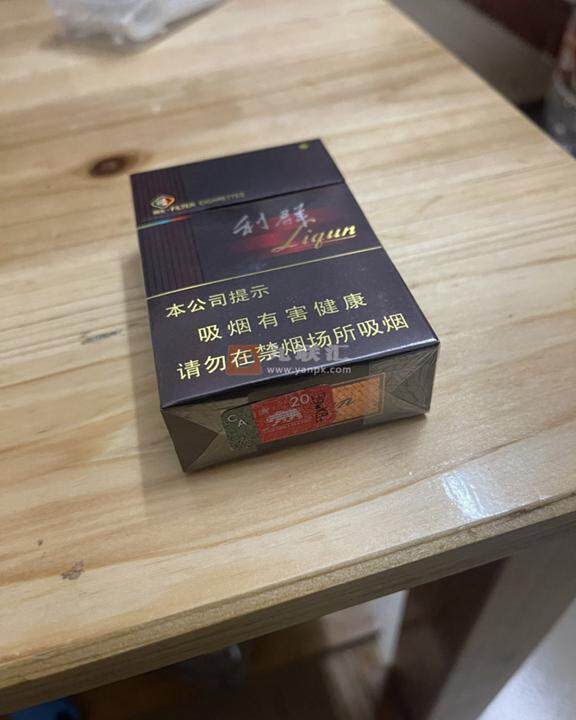 FILTER CIGARETTES
利群
Liqun
本公司提示
吸烟有害健康
请勿在禁烟场所吸烟
www.yanpk.com
20
CA